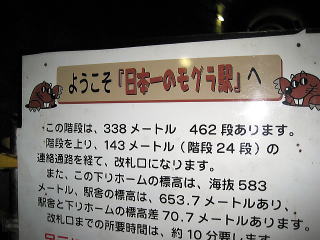 ようこそ『日本一のモグラ駅』へ
この階段は、338メートル 462段あります。
階段を上り、143メートル(階段24段)の
連絡通路を経て、改札口になります。
また、この下りホームの標高は、海抜583
メートル、駅舎の標高は、653.7メートルあり、
駅舎と下りホームの標高差70.7メートルあります。
改札口までの所要時間は、約10分要しま